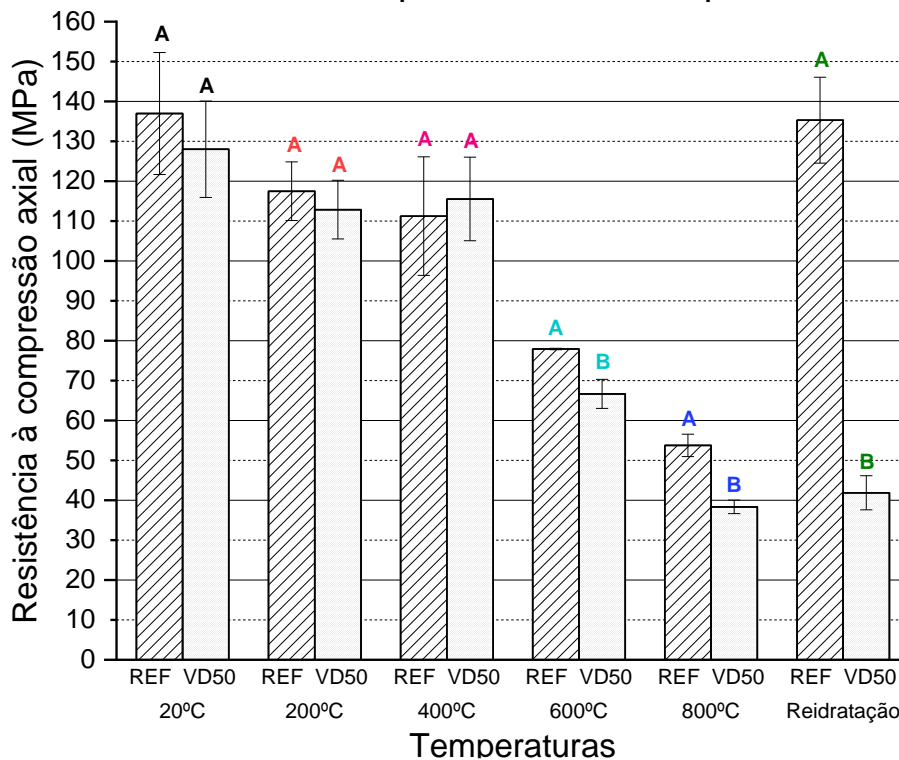 Resistência à compressão axial (MPa)
160
150
140
130
120
110
100
90
80
70
60
50
40
30
20
10
0
A
A
A
A
A
A
A
B
A
B
A
B
REF VD50 REF VD50 REF VD50 REF VD50 REF VD50 REF VD50
20ºC 200ºC 400ºC 600ºC 800ºC Reidratação
Temperaturas